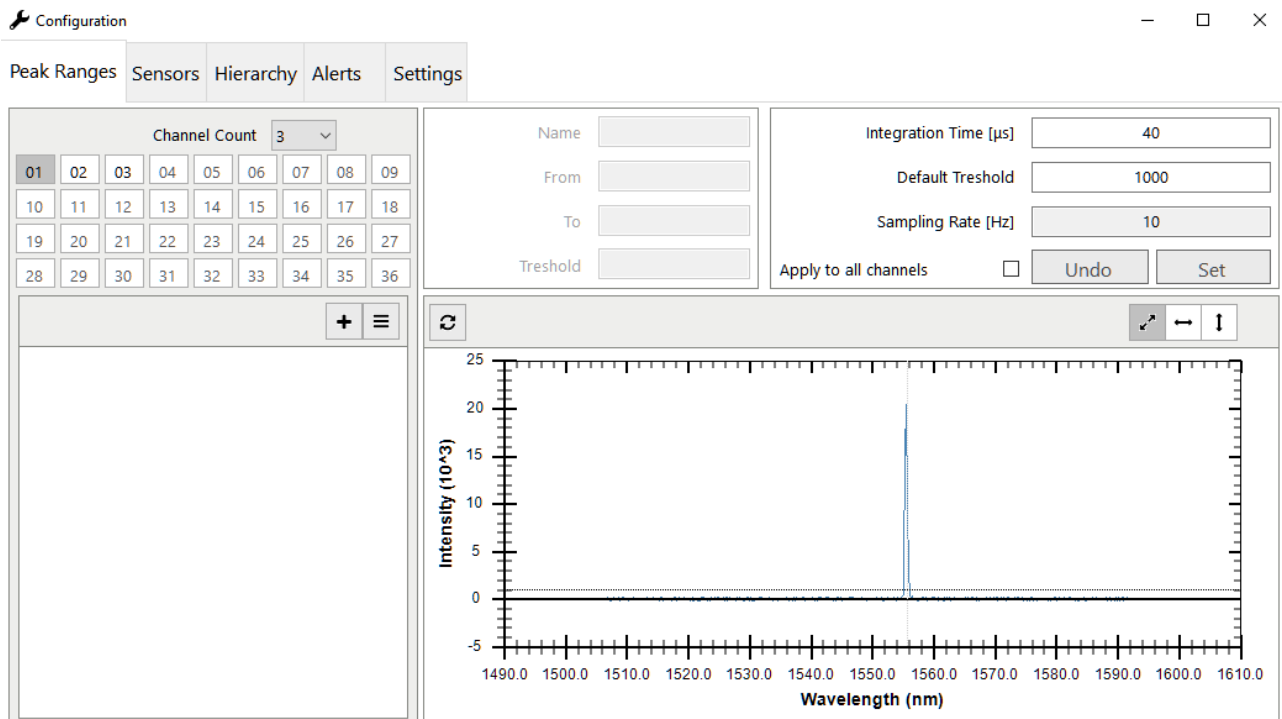 Configuration
Peak Ranges Sensors Hierarchy Alerts Settings
Channel Count 3
01 02 03 04 05 06 07 08 09
10 11 12 13 14 15 16 17 18
19 20 21 22 23 24 25 26 27
28 29 30 31 32 33 34 35 36
Name
From
To
Treshold
Integration Time [µs] 40
Default Treshold 1000
Sampling Rate [Hz] 10
Apply to all channels Undo Set
25
20
15
10
5
0
-5
Intensity (10^3)
1490.0 1500.0 1510.0 1520.0 1530.0 1540.0 1550.0 1560.0 1570.0 1580.0 1590.0 1600.0 1610.0
Wavelength (nm)